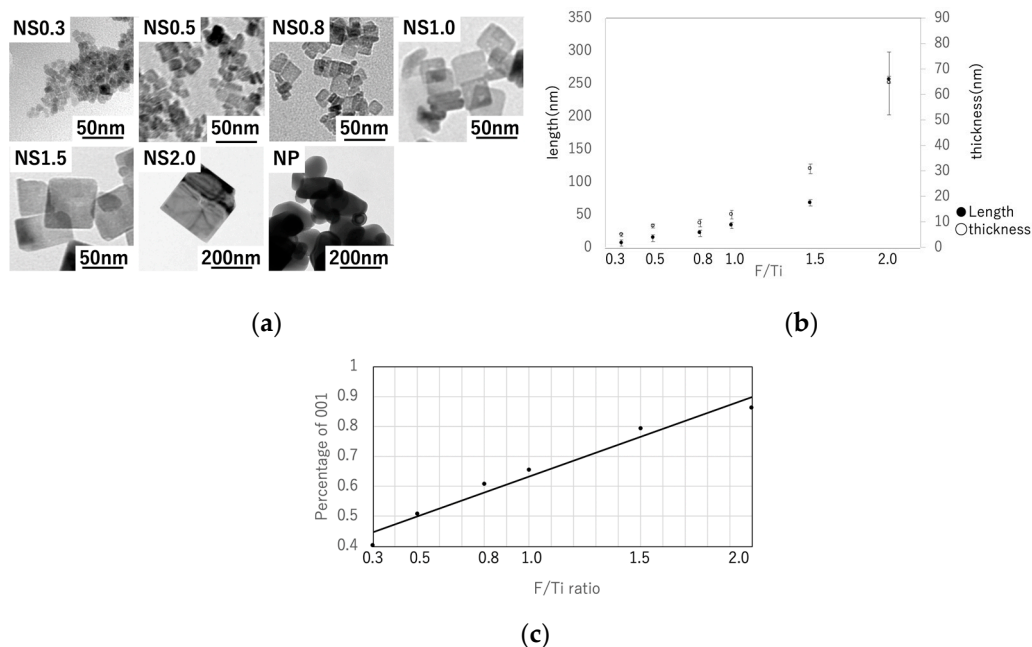 NS0.3
50nm
NS0.5
50nm
NS0.8
50nm
NS1.0
50nm
NS1.5
50nm
NS2.0
200nm
NP
200nm
(a)
350
300
250
200
150
100
50
0
length(nm)
90
80
70
60
50
40
30
20
10
0
thickness(nm)
0.3 0.5 0.8 1.0 1.5 2.0
F/Ti
Length
thickness
(b)
1
0.9
0.8
0.7
0.6
0.5
0.4
Percentage of 001
0.3 0.5 0.8 1.0 1.5 2.0
F/Ti ratio
(c)